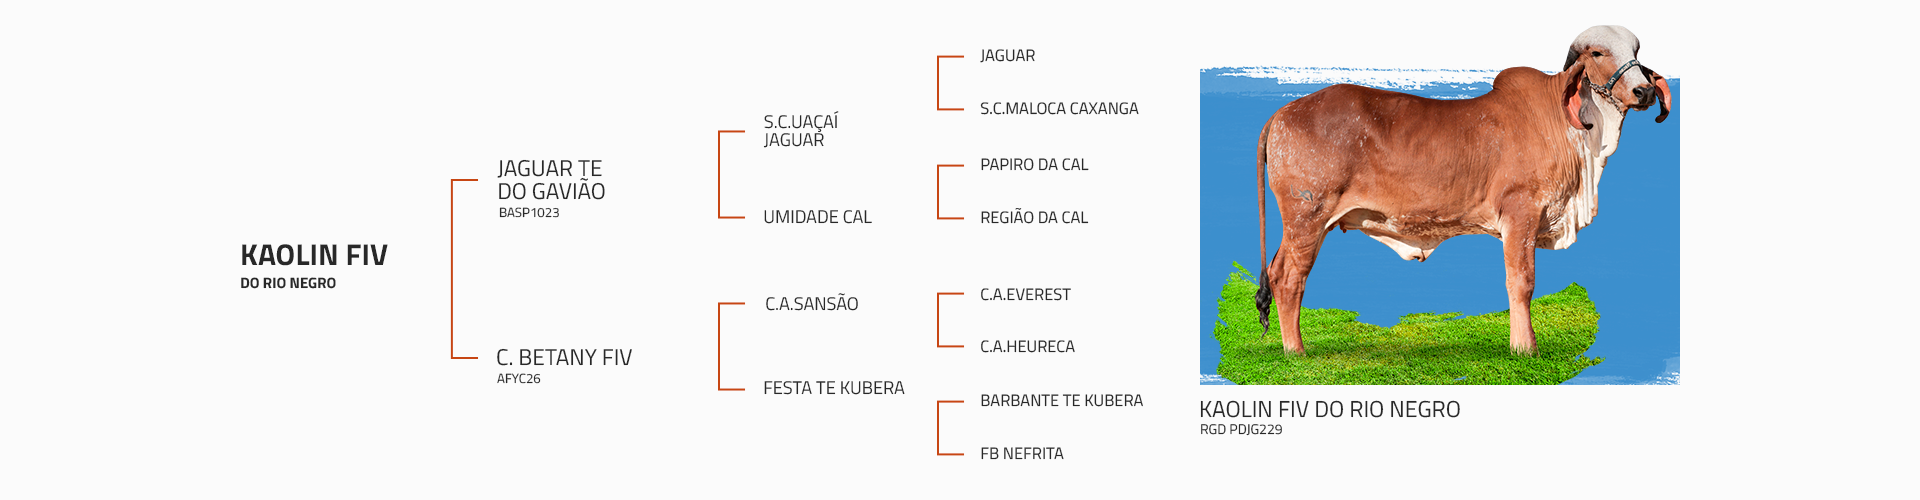 KAOLIN FIV
DO RIO NEGRO
JAGUAR TE
DO GAVIÃO
BASP1023
C. BETANY FIV
AFYC26
S.C.UAÇAÍ
JAGUAR
UMIDADE CAL
C.A.SANSÃO
FESTA TE KUBERA
JAGUAR
S.C.MALOCA CAXANGA
PAPIRO DA CAL
REGIÃO DA CAL
C.A.EVEREST
C.A.HEURECA
BARBANTE TE KUBERA
FB NEFRITA
KAOLIN FIV DO RIO NEGRO
RGD PDJG229